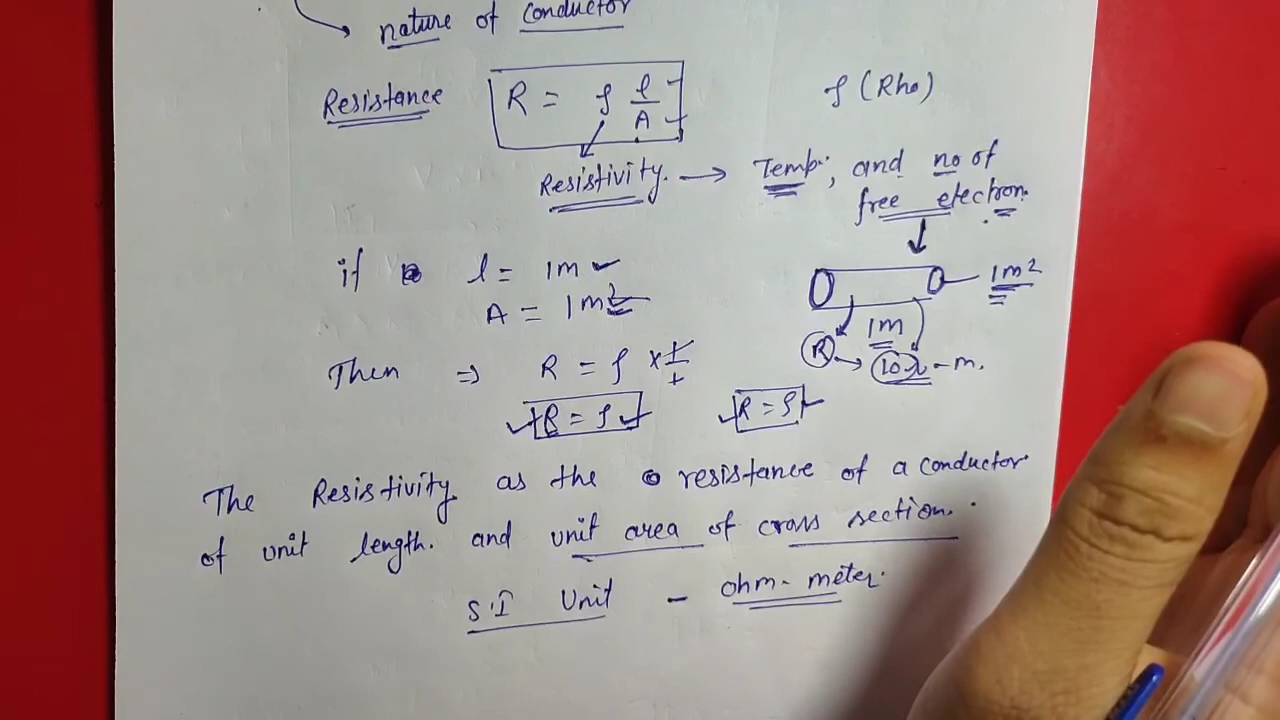 nature of conductor
Resistance R = ρ l/A ρ (Rho)
Resistivity. → Temp., and no of
free electron.
if l = 1m
A = 1m²
1m²
1m
Then ⇒ R = ρ × 1/1
R → 10Ω - m.
R = ρ R = ρ
The Resistivity as the resistance of a conductor
of unit length. and unit area of cross section.
S.I Unit - ohm-meter.